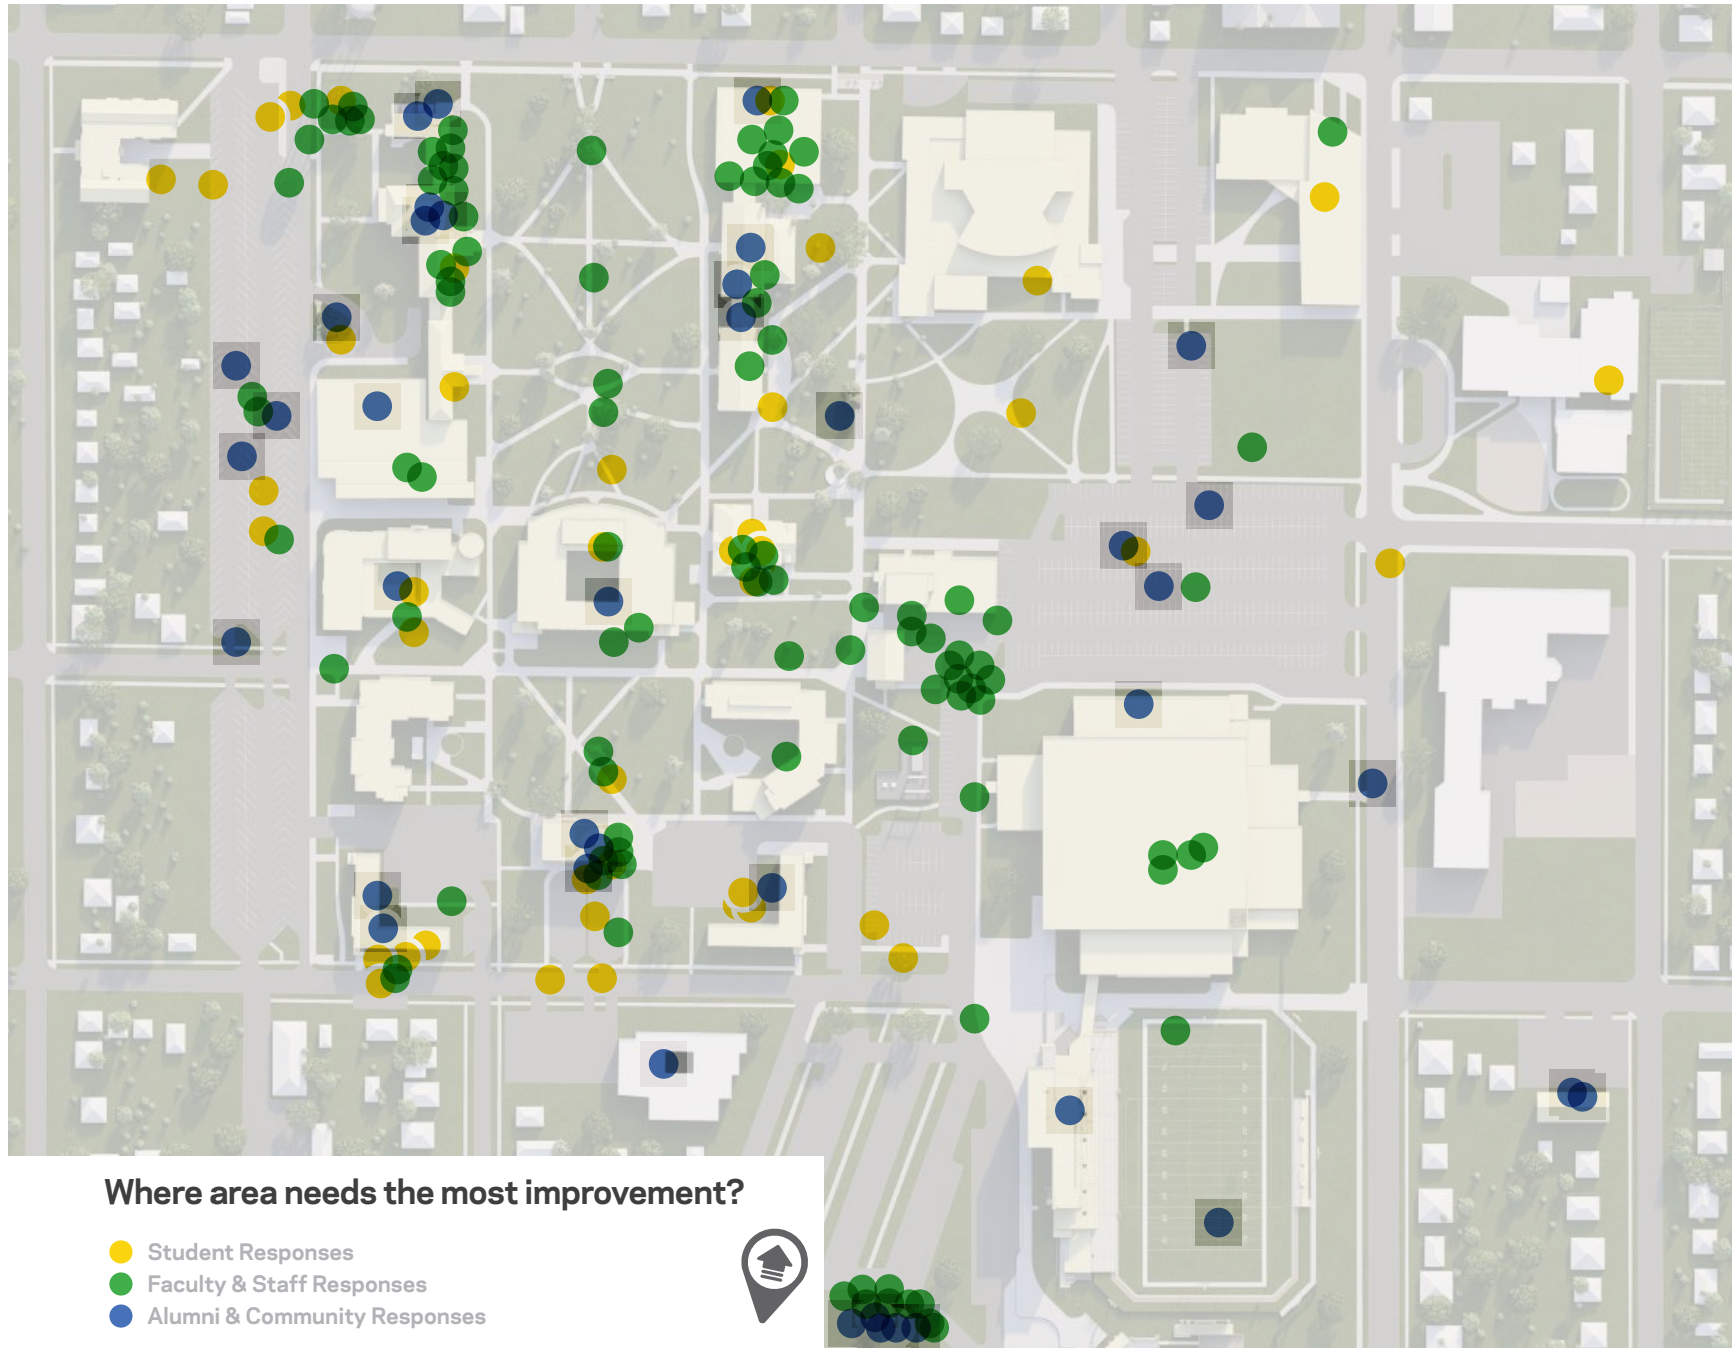 Where area needs the most improvement?
Student Responses
Faculty & Staff Responses
Alumni & Community Responses